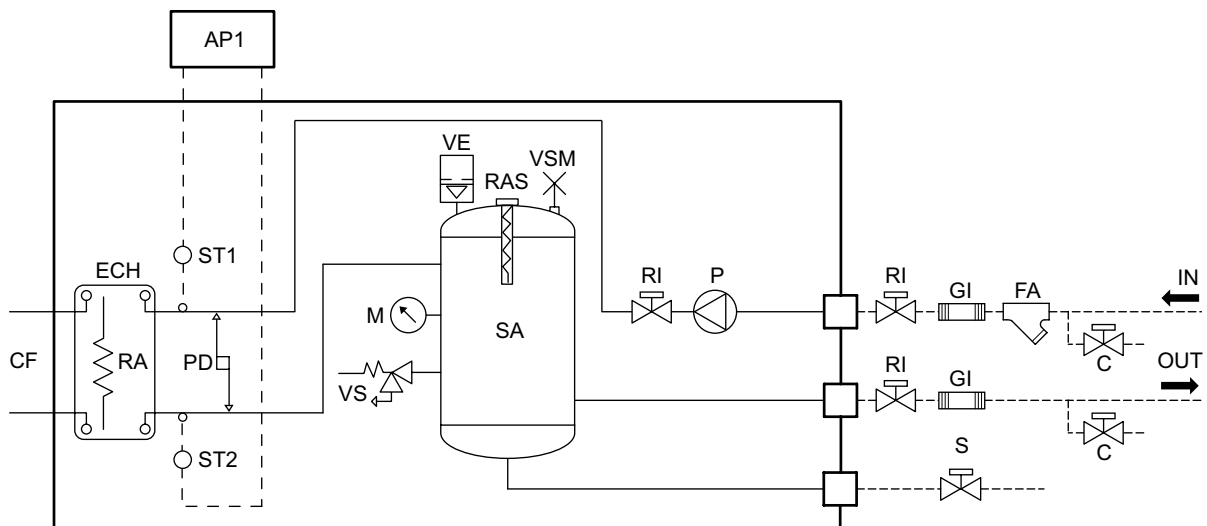 AP1
VE
VSM
RAS
ST1
ECH
RI
P
RI
GI
FA
IN
M
SA
CF
RA
PD
C
OUT
RI
GI
VS
ST2
C
S